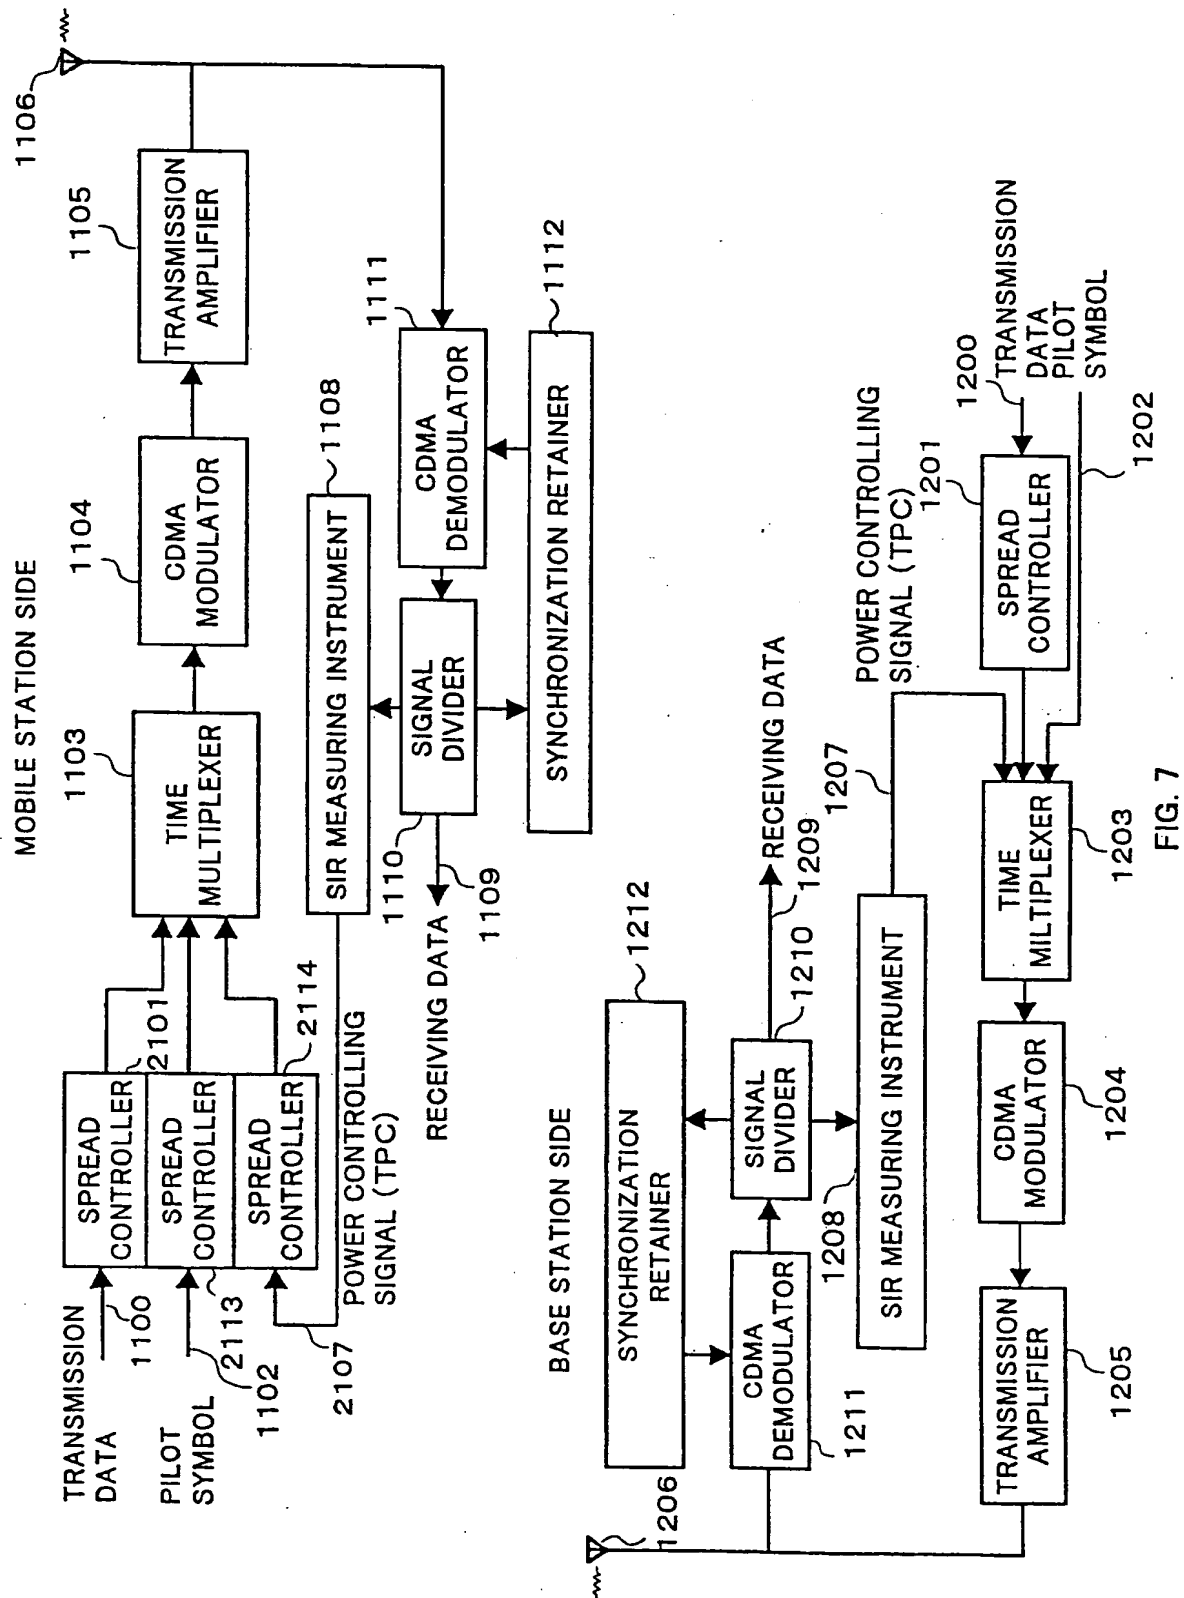 MOBILE STATION SIDE
TRANSMISSION
DATA
1100
PILOT
SYMBOL
1102
2113
SPREAD
CONTROLLER
2101
SPREAD
CONTROLLER
SPREAD
CONTROLLER
2114
2107
POWER CONTROLLING
SIGNAL (TPC)
TIME
MULTIPLEXER
1103
CDMA
MODULATOR
1104
TRANSMISSION
AMPLIFIER
1105
1106
SIR MEASURING INSTRUMENT
1108
RECEIVING DATA
1109
1110
SIGNAL
DIVIDER
CDMA
DEMODULATOR
1111
SYNCHRONIZATION RETAINER
1112
BASE STATION SIDE
1206
SYNCHRONIZATION
RETAINER
1212
CDMA
DEMODULATOR
1211
SIGNAL
DIVIDER
1210
RECEIVING DATA
1209
1208
SIR MEASURING INSTRUMENT
1207
POWER CONTROLLING
SIGNAL (TPC)
TRANSMISSION
AMPLIFIER
1205
CDMA
MODULATOR
1204
TIME
MILTIPLEXER
1203
SPREAD
CONTROLLER
1201
1200
TRANSMISSION
DATA
PILOT
SYMBOL
1202
FIG. 7